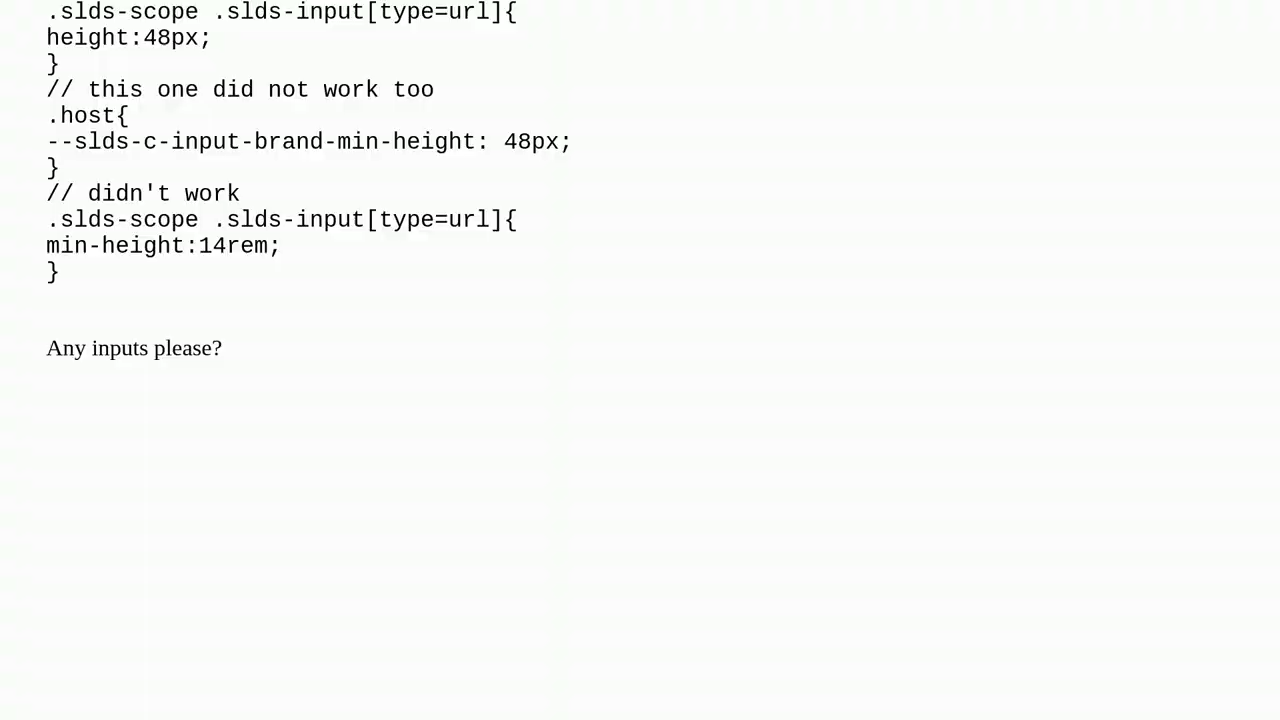 .slds-scope .slds-input[type=url]{
height:48px;
}
// this one did not work too
.host{
--slds-c-input-brand-min-height: 48px;
}
// didn't work
.slds-scope .slds-input[type=url]{
min-height:14rem;
}
Any inputs please?